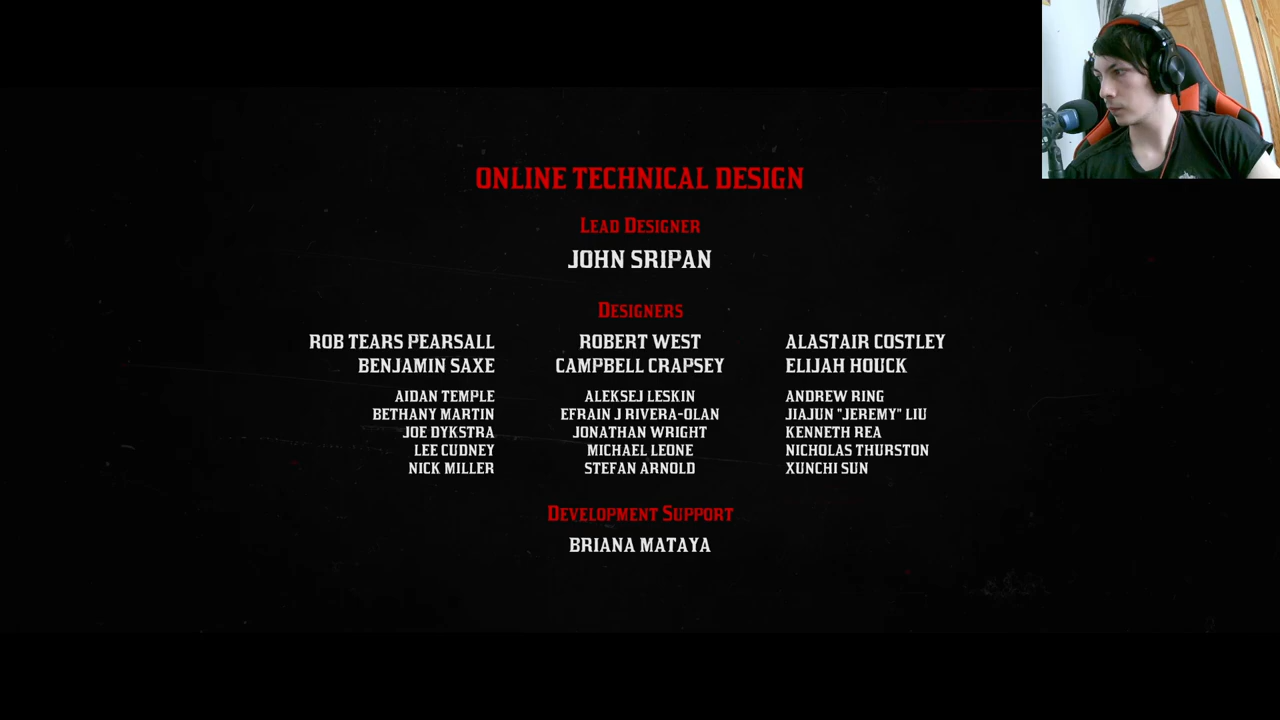 ONLINE TECHNICAL DESIGN
LEAD DESIGNER
JOHN SRIPAN
DESIGNERS
ROB TEARS PEARSALL ROBERT WEST ALASTAIR COSTLEY
BENJAMIN SAXE CAMPBELL CRAPSEY ELIJAH HOUCK
AIDAN TEMPLE ALEKSEJ LESKIN ANDREW RING
BETHANY MARTIN EFRAIN J RIVERA-OLAN JIAJUN "JEREMY" LIU
JOE DYKSTRA JONATHAN WRIGHT KENNETH REA
LEE CUDNEY MICHAEL LEONE NICHOLAS THURSTON
NICK MILLER STEFAN ARNOLD XUNCHI SUN
DEVELOPMENT SUPPORT
BRIANA MATAYA